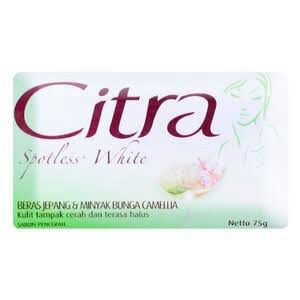 Citra
Spotless White
BERAS JEPANG & MINYAK BUNGA CAMELLIA
Kulit tampak cerah dan terasa halus
SABUN PENCERAH
Netto 75g